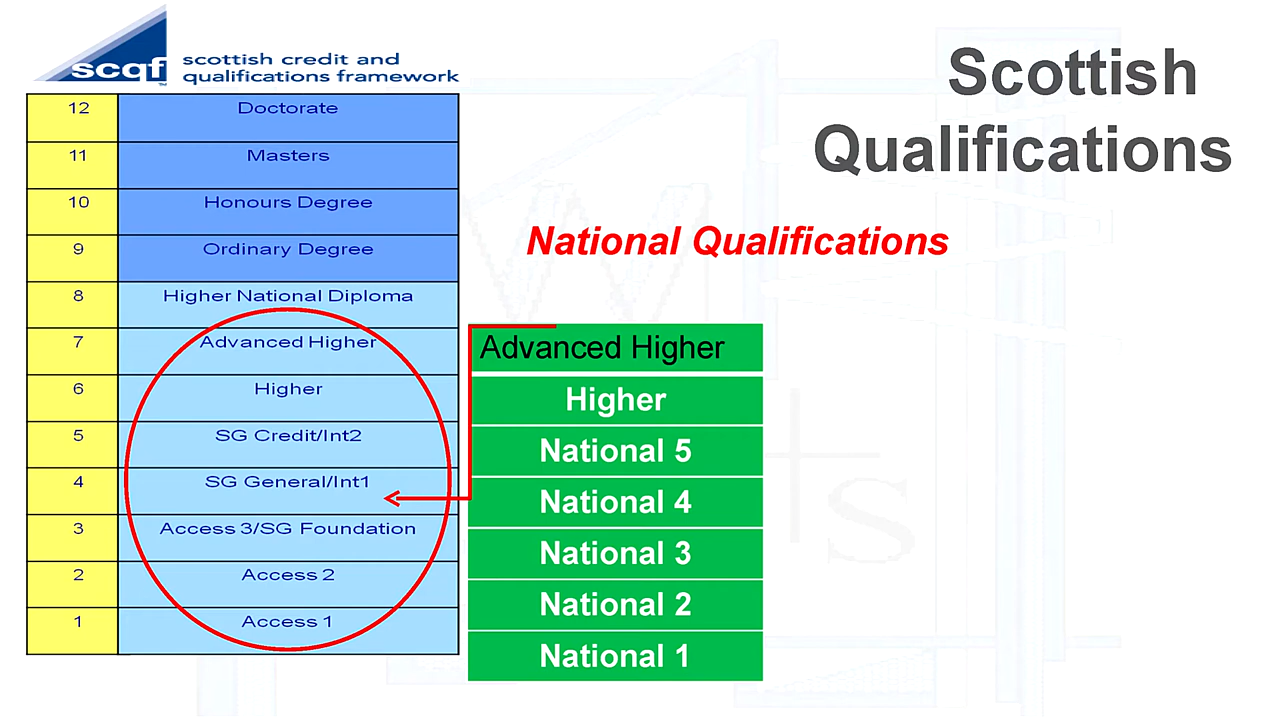 scqf
scottish credit and
qualifications framework
Scottish
Qualifications
National Qualifications
12 Doctorate
11 Masters
10 Honours Degree
9 Ordinary Degree
8 Higher National Diploma
7 Advanced Higher
6 Higher
5 SG Credit/Int2
4 SG General/Int1
3 Access 3/SG Foundation
2 Access 2
1 Access 1
Advanced Higher
Higher
National 5
National 4
National 3
National 2
National 1